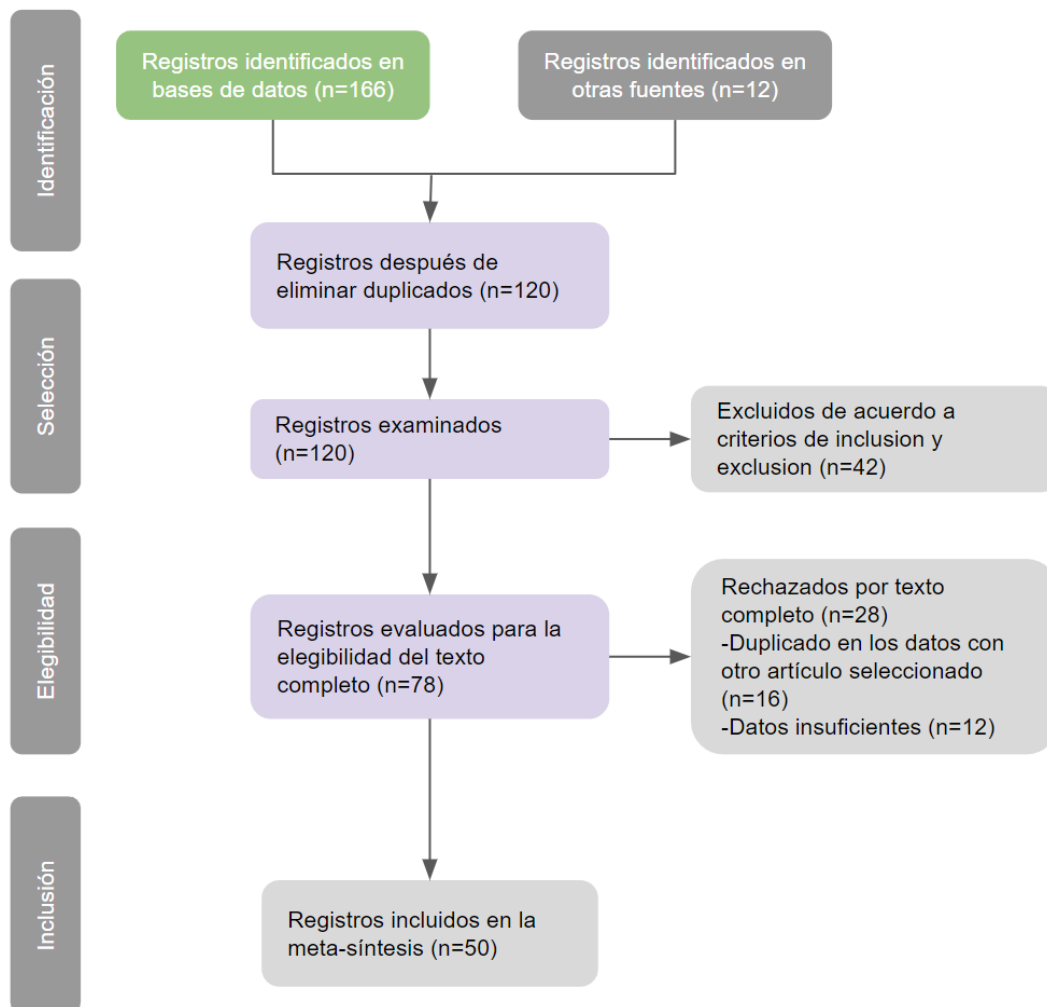 Identificación
Registros identificados en
bases de datos (n=166)
Registros identificados en
otras fuentes (n=12)
Registros después de
eliminar duplicados (n=120)
Selección
Registros examinados
(n=120)
Excluidos de acuerdo a
criterios de inclusion y
exclusion (n=42)
Elegibilidad
Registros evaluados para la
elegibilidad del texto
completo (n=78)
Rechazados por texto
completo (n=28)
-Duplicado en los datos con
otro artículo seleccionado
(n=16)
-Datos insuficientes (n=12)
Inclusión
Registros incluidos en la
meta-síntesis (n=50)